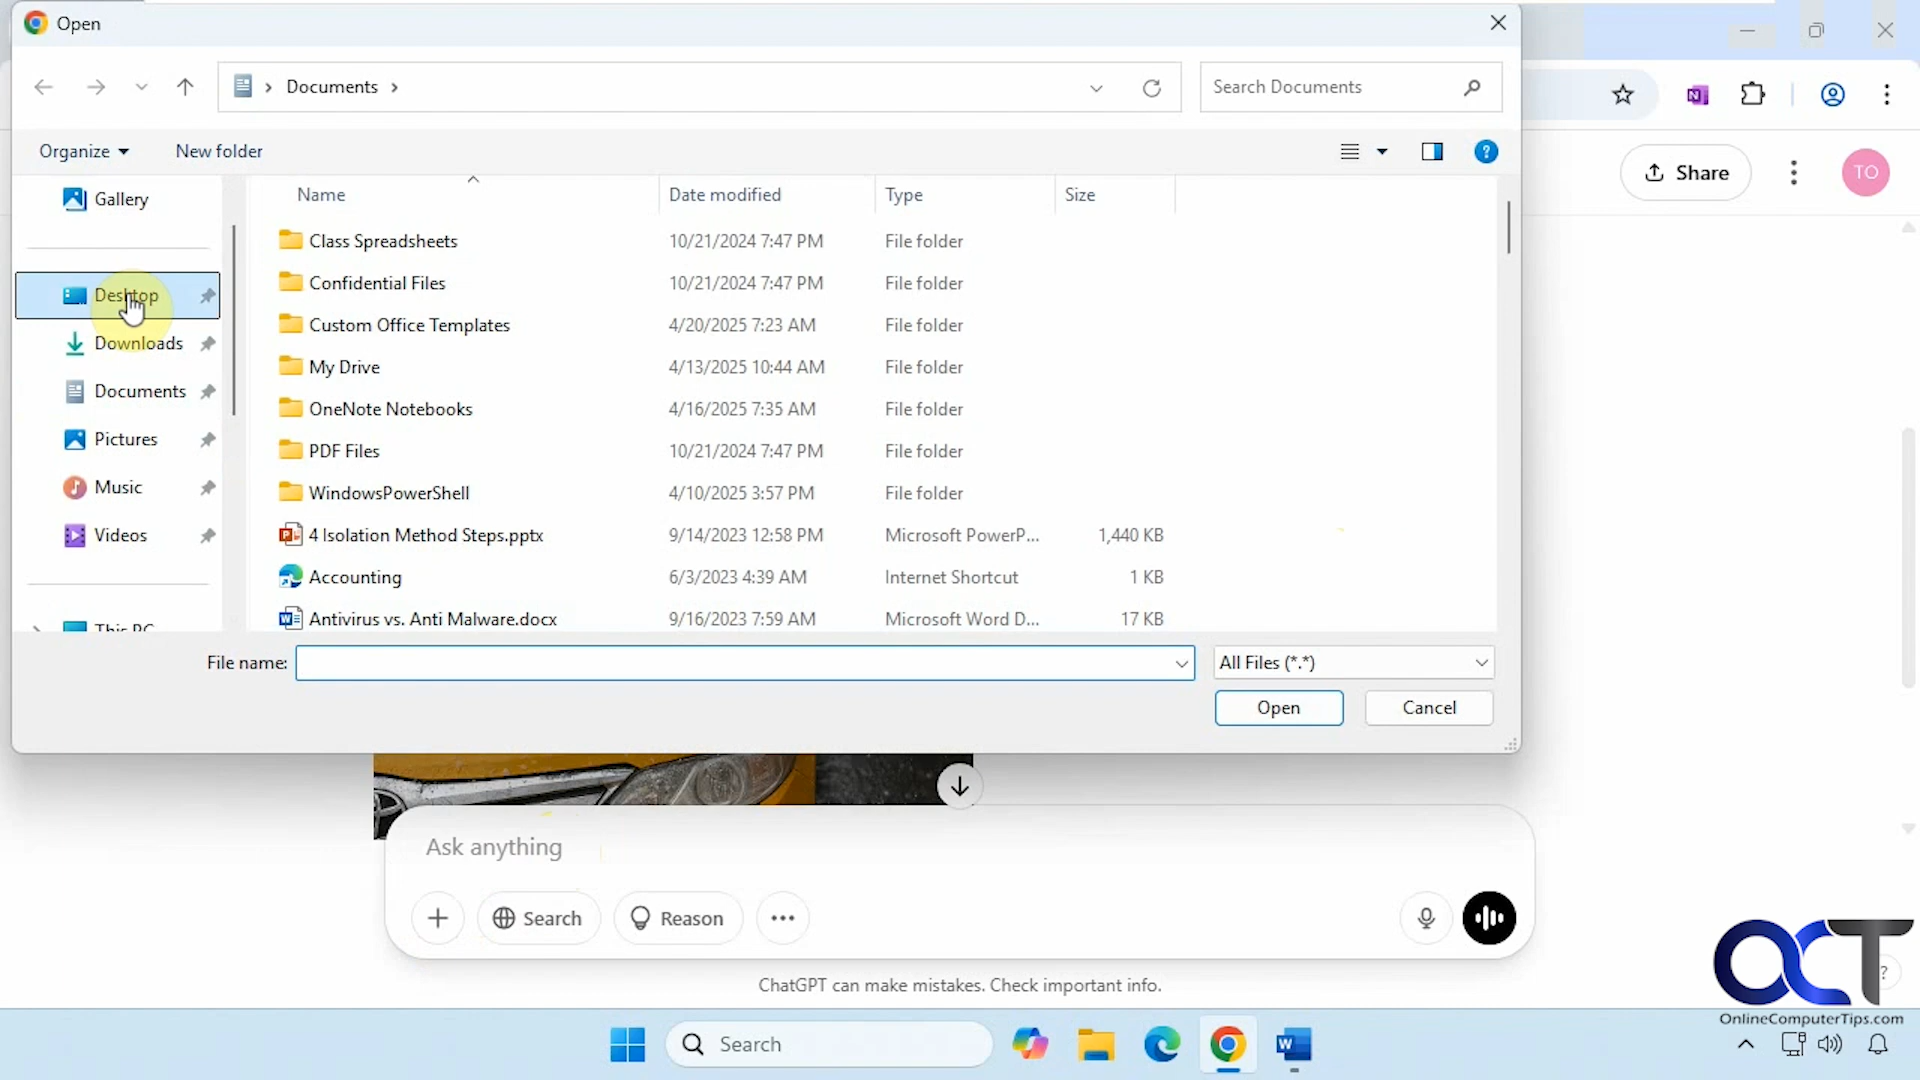 Open
Documents
Search Documents
Organize
New folder
Share
TO
Gallery
Name
Date modified
Type
Size
Class Spreadsheets 10/21/2024 7:47 PM File folder
Confidential Files 10/21/2024 7:47 PM File folder
Desktop
Custom Office Templates 4/20/2025 7:23 AM File folder
Downloads
My Drive 4/13/2025 10:44 AM File folder
Documents
OneNote Notebooks 4/16/2025 7:35 AM File folder
Pictures
PDF Files 10/21/2024 7:47 PM File folder
Music
WindowsPowerShell 4/10/2025 3:57 PM File folder
Videos
4 Isolation Method Steps.pptx 9/14/2023 12:58 PM Microsoft PowerP... 1,440 KB
Accounting 6/3/2023 4:39 AM Internet Shortcut 1 KB
Antivirus vs. Anti Malware.docx 9/16/2023 7:59 AM Microsoft Word D... 17 KB
This PC
File name:
All Files (*.*)
Open
Cancel
Ask anything
Search
Reason
ChatGPT can make mistakes. Check important info.
OCT
OnlineComputerTips.com
Search